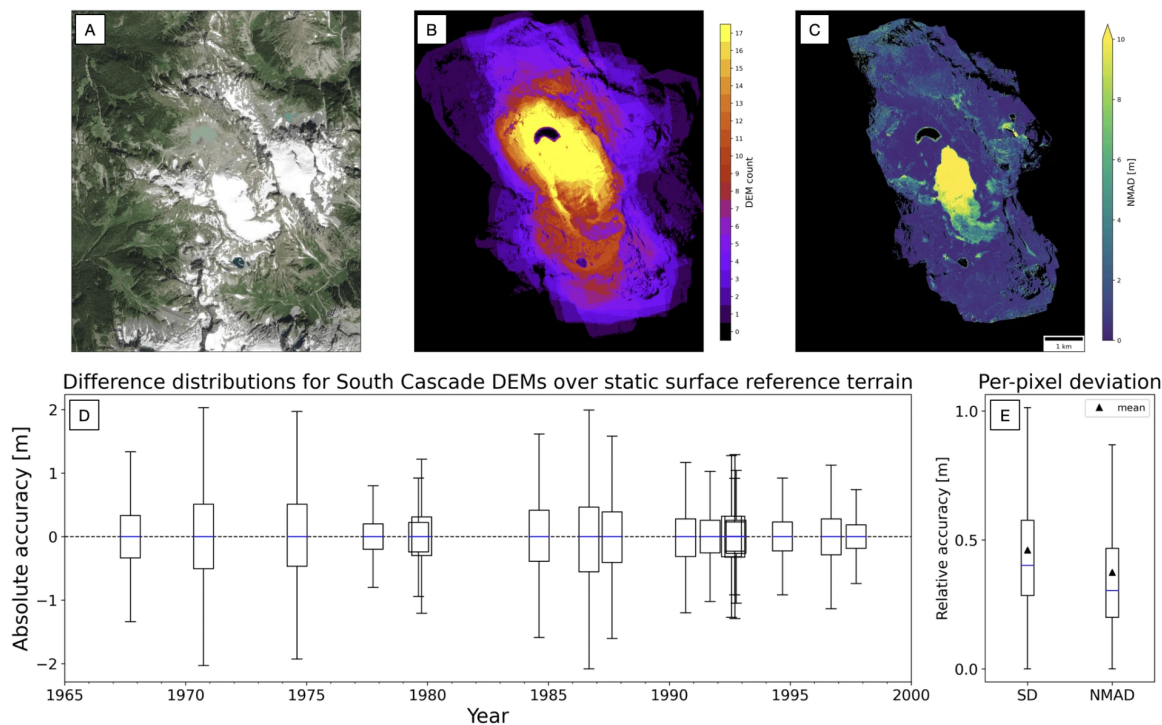 A
B
17
16
15
14
13
12
11
10
9
8
7
6
5
4
3
2
1
0
DEM count
C
10
8
6
4
2
0
NMAD [m]
1 km
Difference distributions for South Cascade DEMs over static surface reference terrain
D
Absolute accuracy [m]
2
1
0
−1
−2
1965 1970 1975 1980 1985 1990 1995 2000
Year
Per-pixel deviation
E
mean
Relative accuracy [m]
1.0
0.5
0.0
SD NMAD